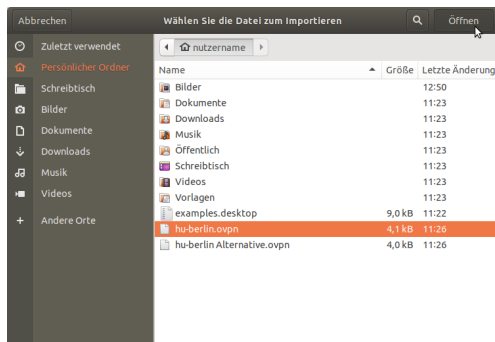 Abbrechen Wählen Sie die Datei zum Importieren Öffnen
Zuletzt verwendet
Persönlicher Ordner
Schreibtisch
Bilder
Dokumente
Downloads
Musik
Videos
Andere Orte
nutzername
Name Größe Letzte Änderung
Bilder 12:50
Dokumente 11:23
Downloads 11:23
Musik 11:23
Öffentlich 11:23
Schreibtisch 11:23
Videos 11:23
Vorlagen 11:23
examples.desktop 9,0 kB 11:22
hu-berlin.ovpn 4,1 kB 11:26
hu-berlin Alternative.ovpn 4,0 kB 11:26